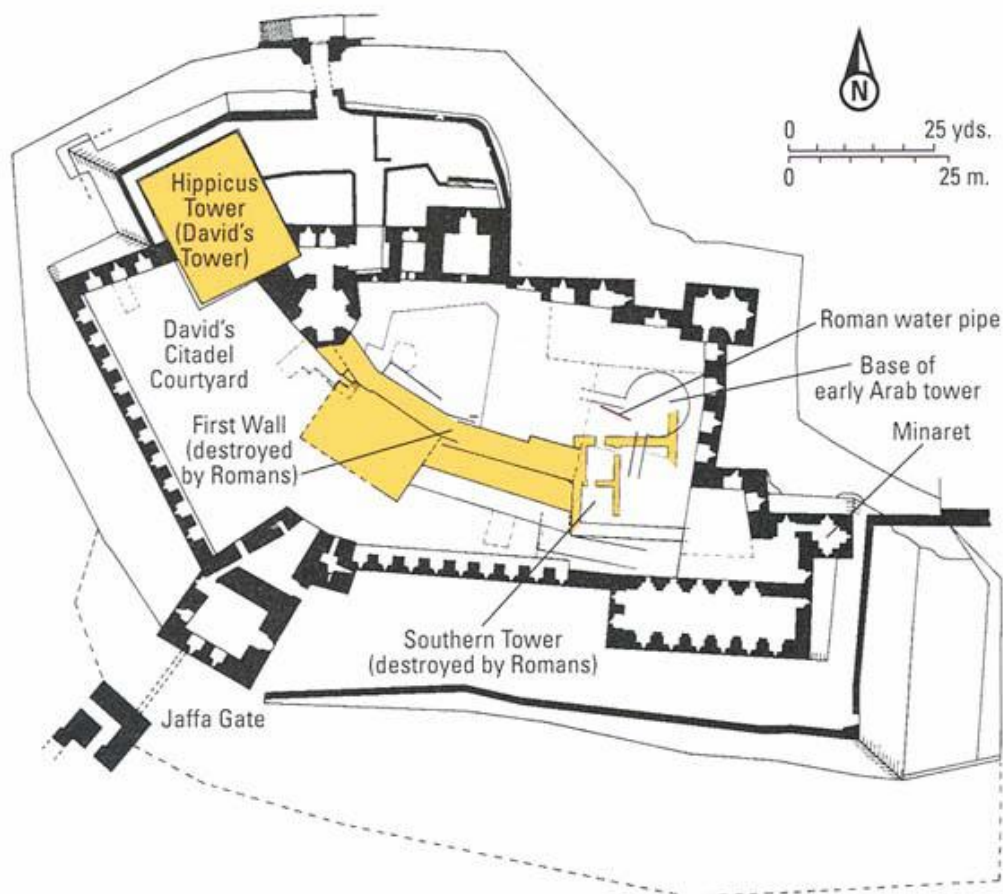 N
0 25 yds.
0 25 m.
Hippicus
Tower
(David's
Tower)
David's
Citadel
Courtyard
First Wall
(destroyed
by Romans)
Roman water pipe
Base of
early Arab tower
Minaret
Southern Tower
(destroyed by Romans)
Jaffa Gate